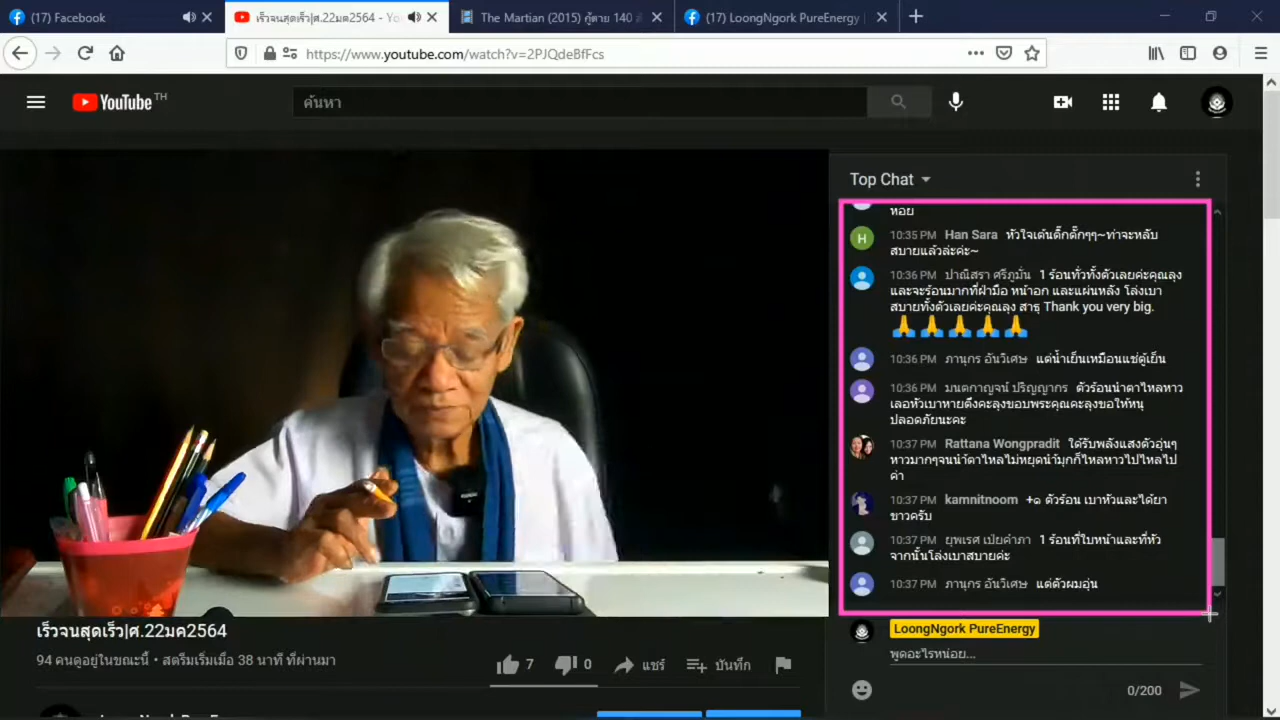 (17) Facebook
เร็วจนสุดเร็ว|ศ.22มค2564 - Yo
The Martian (2015) กู้ตาย 140 ล้
(17) LoongNgork PureEnergy |
https://www.youtube.com/watch?v=2PJQdeBfFcs
YouTube TH
ค้นหา
Top Chat
หอย
H
10:35 PM Han Sara หัวใจเต้นตึ๊กตั๊กๆๆ~ท่าจะหลับ
สบายแล้วล่ะค่ะ~
10:36 PM ปาณิสรา ศรีภูมั่น 1 ร้อนทั่วทั้งตัวเลยค่ะคุณลุง
และจะร้อนมากที่ฝ่ามือ หน้าอก และแผ่นหลัง โล่งเบา
สบายทั้งตัวเลยค่ะคุณลุง สาธุ Thank you very big.
🙏🙏🙏🙏🙏
10:36 PM ภานุกร อันวิเศษ แต่น้ำเย็นเหมือนแช่ตู้เย็น
10:36 PM มนตกาญจน์ ปริญญากร ตัวร้อนน้ำตาไหลหาว
เลอหัวเบาหายตึงคะลุงขอบพระคุณคะลุงขอให้หนุ
ปลอดภัยนะคะ
10:37 PM Rattana Wongpradit ใด้รับพลังแสงตัวอุ่นๆ
หาวมากๆจนน้ำตาไหลไม่หยุดน้ำมุกก็ไหลหาวไปไหลไป
ค่า
10:37 PM kamnitnoom +๑ ตัวร้อน เบาหัวและได้ยา
ขาวครับ
10:37 PM ยุพเรศ เปียคำภา 1 ร้อนที่ใบหน้าและที่หัว
จากนั้นโล่งเบาสบายค่ะ
10:37 PM ภานุกร อันวิเศษ แต่ตัวผมอุ่น
LoongNgork PureEnergy
พูดอะไรหน่อย...
0/200
เร็วจนสุดเร็ว|ศ.22มค2564
94 คนดูอยู่ในขณะนี้ • สตรีมเริ่มเมื่อ 38 นาที ที่ผ่านมา
7
0
แชร์
บันทึก